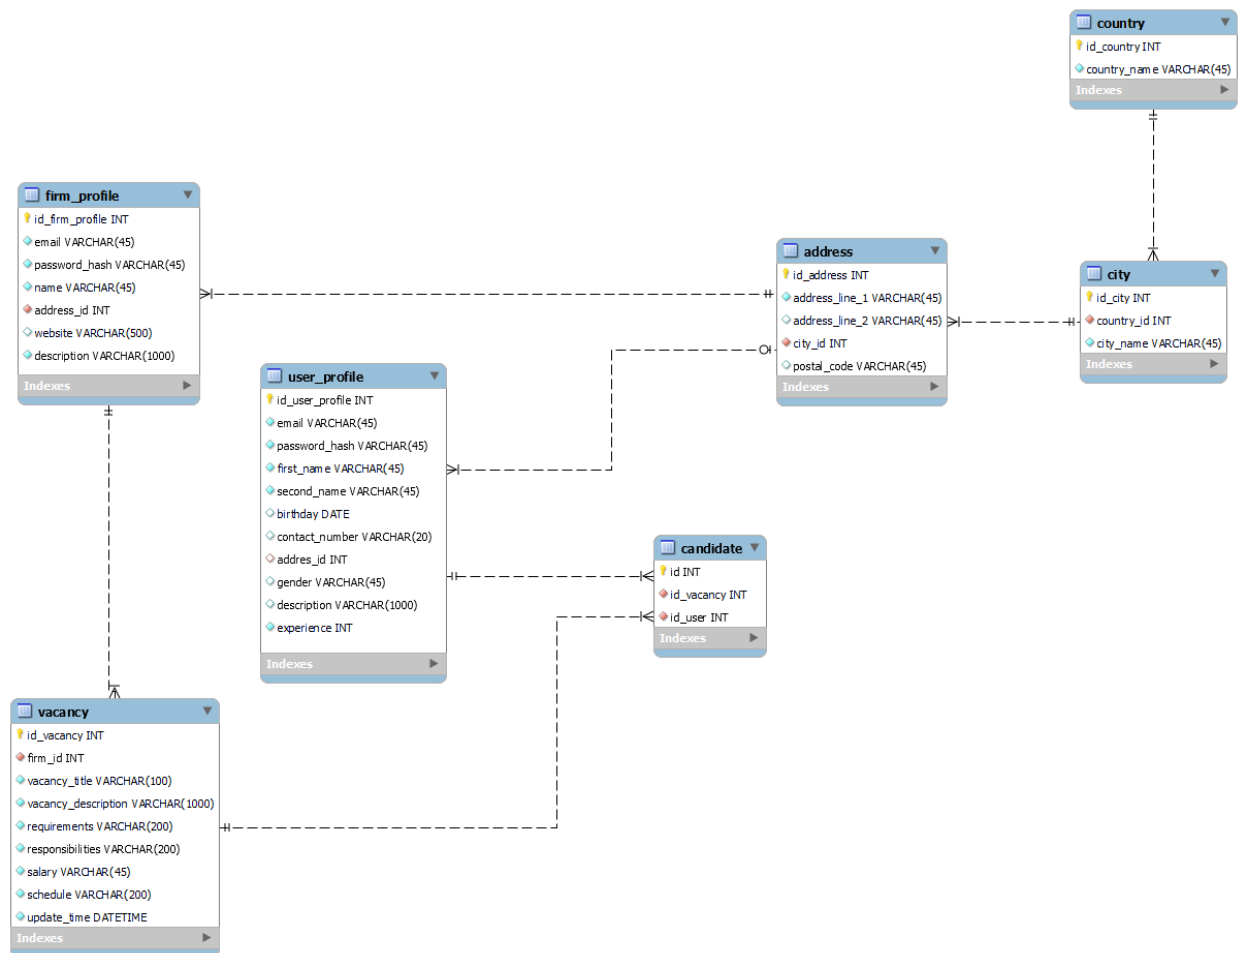 country
id_country INT
country_name VARCHAR(45)
Indexes
firm_profile
id_firm_profile INT
email VARCHAR(45)
password_hash VARCHAR(45)
name VARCHAR(45)
address_id INT
website VARCHAR(500)
description VARCHAR(1000)
Indexes
address
id_address INT
address_line_1 VARCHAR(45)
address_line_2 VARCHAR(45)
city_id INT
postal_code VARCHAR(45)
Indexes
city
id_city INT
country_id INT
city_name VARCHAR(45)
Indexes
user_profile
id_user_profile INT
email VARCHAR(45)
password_hash VARCHAR(45)
first_name VARCHAR(45)
second_name VARCHAR(45)
birthday DATE
contact_number VARCHAR(20)
addres_id INT
gender VARCHAR(45)
description VARCHAR(1000)
experience INT
Indexes
candidate
id INT
id_vacancy INT
id_user INT
Indexes
vacancy
id_vacancy INT
firm_id INT
vacancy_title VARCHAR(100)
vacancy_description VARCHAR(1000)
requirements VARCHAR(200)
responsibilities VARCHAR(200)
salary VARCHAR(45)
schedule VARCHAR(200)
update_time DATETIME
Indexes